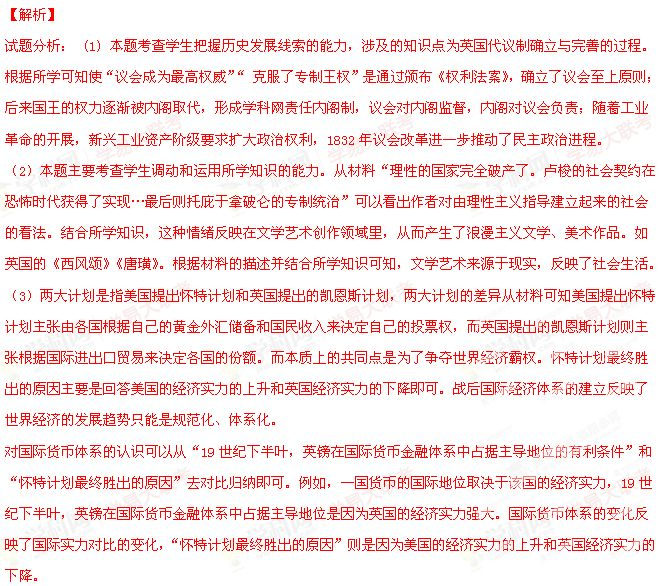 【解析】
试题分析：（1）本题考查学生把握历史发展线索的能力，涉及的知识点为英国代议制确立与完善的过程。
根据所学可知使“议会成为最高权威”“ 克服了专制王权”是通过颁布《权利法案》，确立了议会至上原则；
后来国王的权力逐渐被内阁取代，形成学科网责任内阁制，议会对内阁监督，内阁对议会负责；随着工业
革命的开展，新兴工业资产阶级要求扩大政治权利，1832年议会改革进一步推动了民主政治进程。
（2）本题主要考查学生调动和运用所学知识的能力。从材料“理性的国家完全破产了。卢梭的社会契约在
恐怖时代获得了实现…最后则托庇于拿破仑的专制统治”可以看出作者对由理性主义指导建立起来的社会
的看法。结合所学知识，这种情绪反映在文学艺术创作领域里，从而产生了浪漫主义文学、美术作品。如
英国的《西风颂》《唐璜》。根据材料的描述并结合所学知识可知，文学艺术来源于现实，反映了社会生活。
（3）两大计划是指美国提出怀特计划和英国提出的凯恩斯计划，两大计划的差异从材料可知美国提出怀特
计划主张由各国根据自己的黄金外汇储备和国民收入来决定自己的投票权，而英国提出的凯恩斯计划则主
张根据国际进出口贸易来决定各国的份额。而本质上的共同点是为了争夺世界经济霸权。怀特计划最终胜
出的原因主要是回答美国的经济实力的上升和英国经济实力的下降即可。战后国际经济体系的建立反映了
世界经济的发展趋势只能是规范化、体系化。
对国际货币体系的认识可以从“19世纪下半叶，英镑在国际货币金融体系中占据主导地位的有利条件”和
“怀特计划最终胜出的原因”去对比归纳即可。例如，一国货币的国际地位取决于该国的经济实力，19世
纪下半叶，英镑在国际货币金融体系中占据主导地位是因为英国的经济实力强大。国际货币体系的变化反
映了国际实力对比的变化，“怀特计划最终胜出的原因”则是因为美国的经济实力的上升和英国经济实力的
下降。